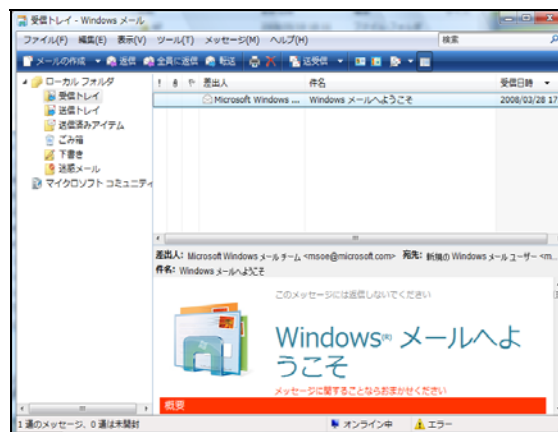 受信トレイ - Windows メール
ファイル(F) 編集(E) 表示(V) ツール(T) メッセージ(M) ヘルプ(H) 検索
メールの作成 返信 全員に返信 転送 送受信
ローカル フォルダ
受信トレイ
送信トレイ
送信済みアイテム
ごみ箱
下書き
迷惑メール
マイクロソフト コミュニティ
! 差出人 件名 受信日時
Microsoft Windows ... Windows メールへようこそ 2008/03/28 17
差出人: Microsoft Windows メール チーム <msoe@microsoft.com> 宛先: 新規の Windows メール ユーザー <m...
件名: Windows メールへようこそ
このメッセージには返信しないでください
Windows® メールへよ
うこそ
メッセージに関することならおまかせください
概要
1 通のメッセージ、0 通は未開封 オンライン中 エラー